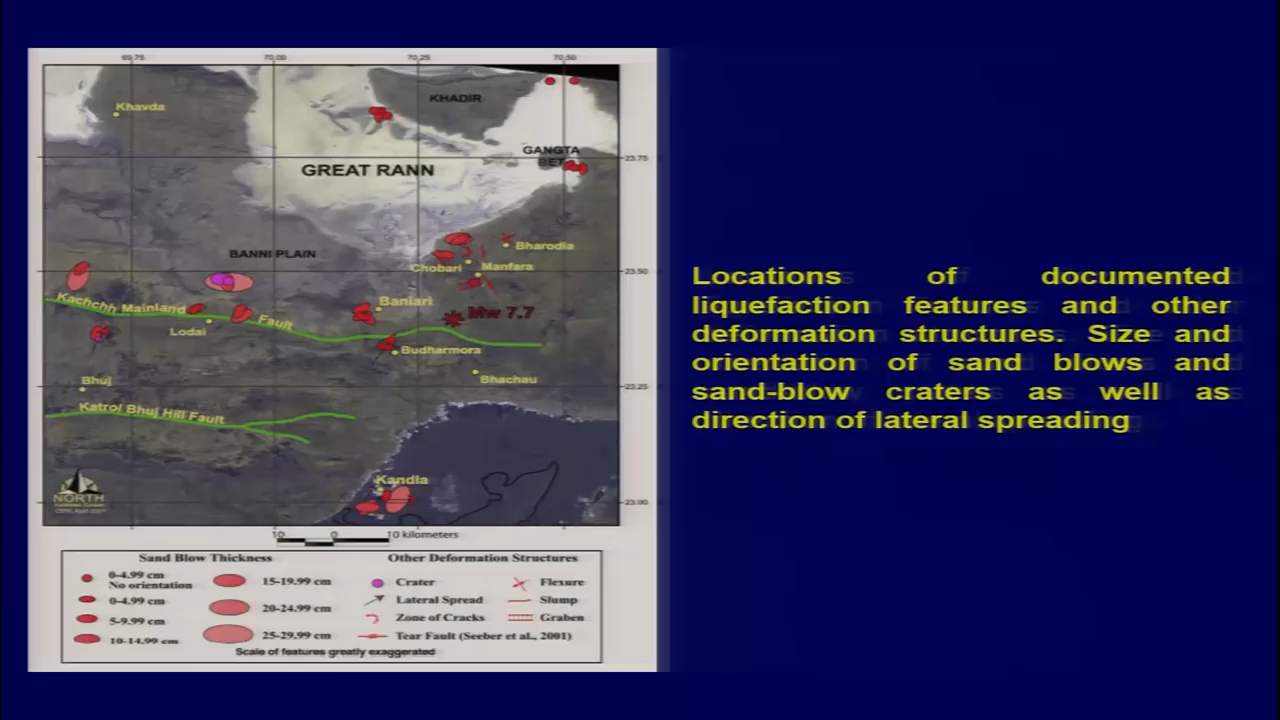 69.75 70.00 70.25 70.50
Khavda
KHADIR
GANGTA
BET
23.75
GREAT RANN
BANNI PLAIN
Bharodia
Chobari Manfara
23.50
Kachchh Mainland Fault
Baniari
Mw 7.7
Lodai
Budharmora
Bhachau
Bhuj
23.25
Katrol Bhuj Hill Fault
Kandla
NORTH
23.00
10 0 10 kilometers
Sand Blow Thickness
0-4.99 cm
No orientation
0-4.99 cm
5-9.99 cm
10-14.99 cm
15-19.99 cm
20-24.99 cm
25-29.99 cm
Other Deformation Structures
Crater Flexure
Lateral Spread Slump
Zone of Cracks Graben
Tear Fault (Seeber et al., 2001)
Scale of features greatly exaggerated
Locations of documented
liquefaction features and other
deformation structures. Size and
orientation of sand blows and
sand-blow craters as well as
direction of lateral spreading